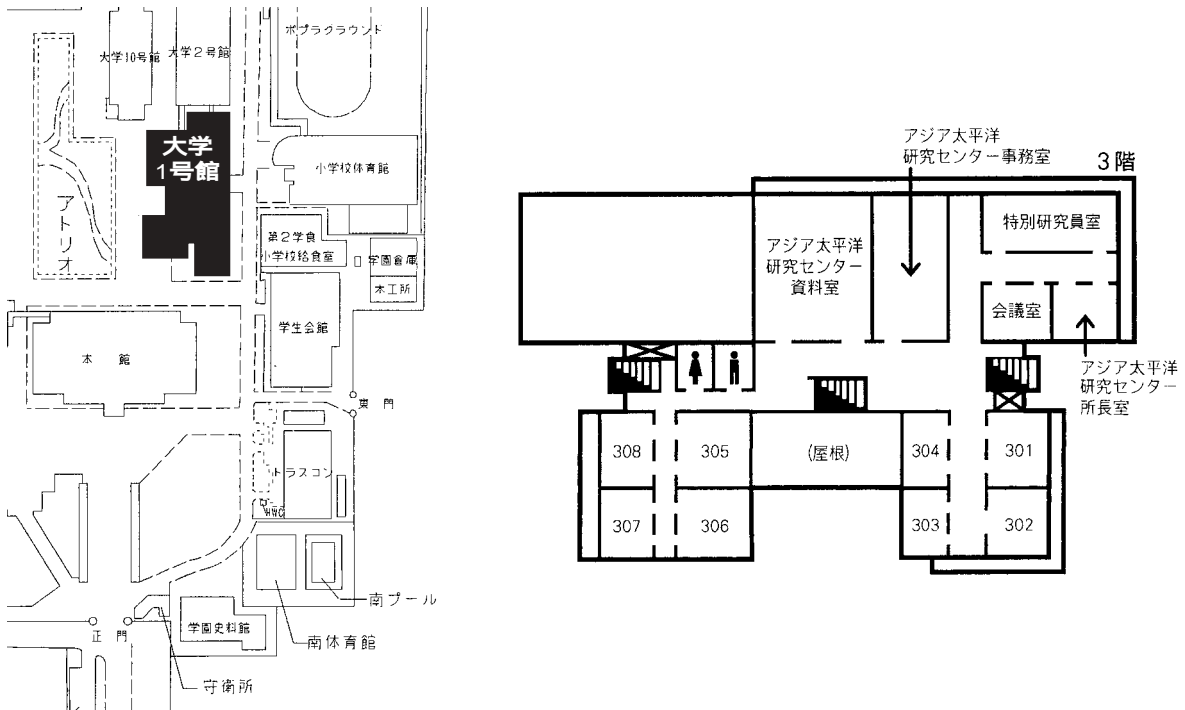 ポプラグラウンド
大学10号館
大学2号館
大学
1号館
小学校体育館
アトリオ
第2学食
小学校給食室
学園倉庫
木工所
学生会館
本館
東門
トラスコン
HWC
南プール
学園史料館
正門
南体育館
守衛所
アジア太平洋
研究センター事務室
3階
特別研究員室
アジア太平洋
研究センター
資料室
会議室
アジア太平洋
研究センター
所長室
308
305
(屋根)
304
301
307
306
303
302